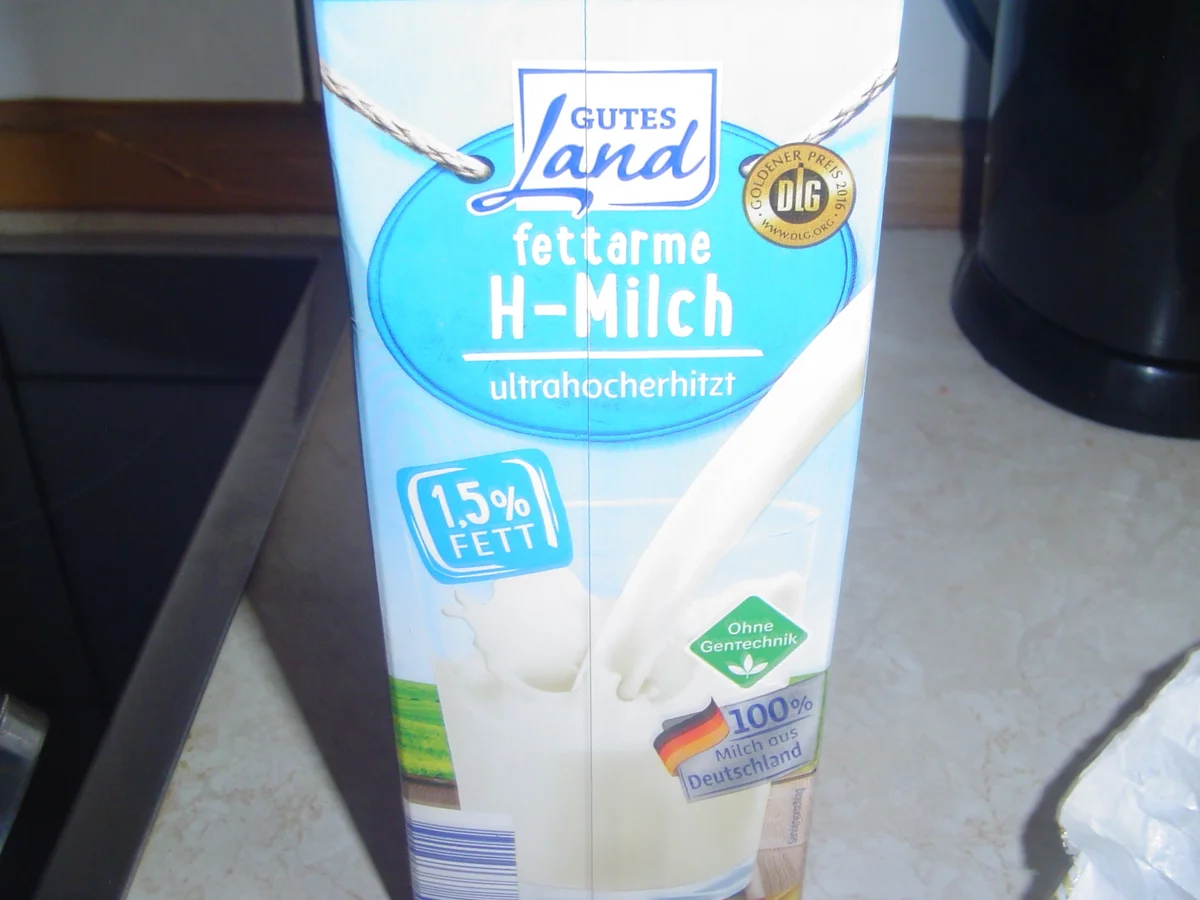 GUTES
Land
GOLDENER PREIS 2016
DLG
WWW.DLG.ORG
fettarme
H-Milch
ultrahocherhitzt
1,5%
FETT
Ohne
GenTechnik
100%
Milch aus
Deutschland